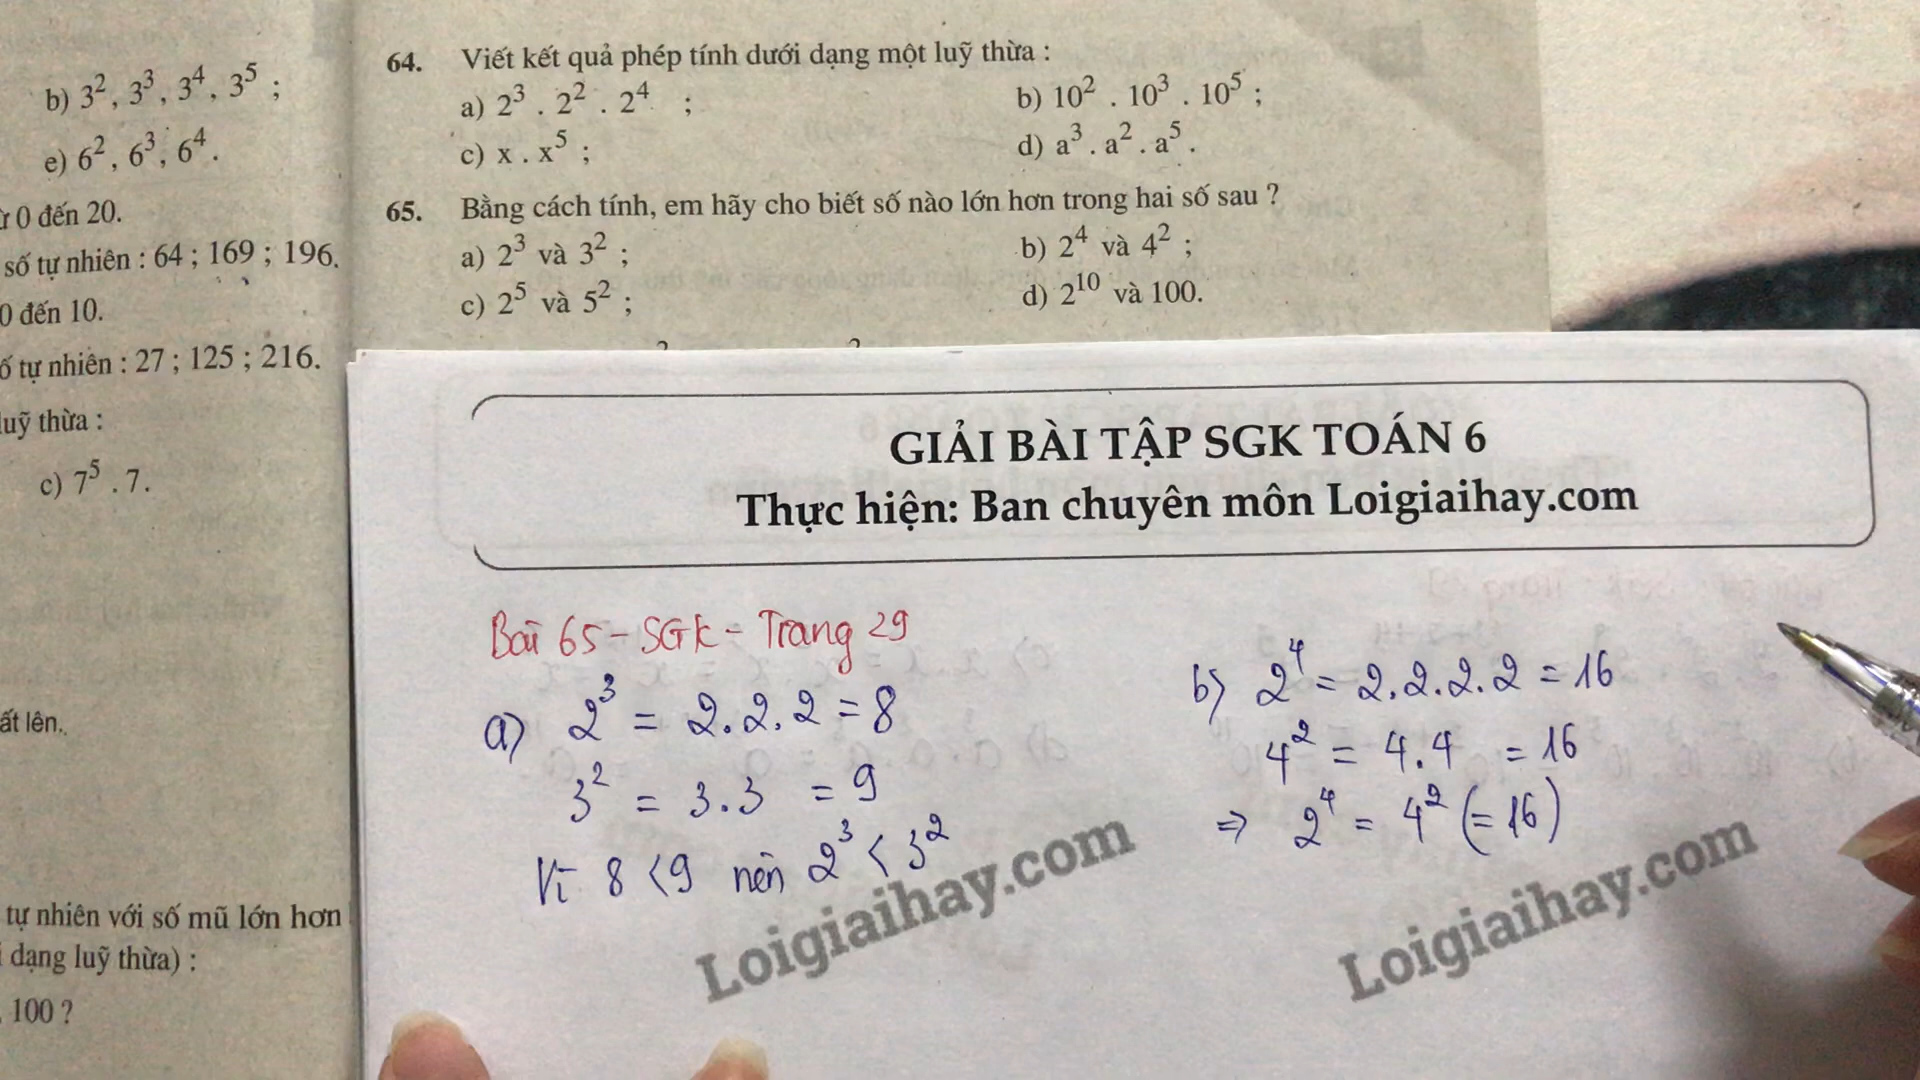 b) 3², 3³, 3⁴, 3⁵ ;
e) 6², 6³, 6⁴.
0 đến 20.
số tự nhiên : 64 ; 169 ; 196.
0 đến 10.
tự nhiên : 27 ; 125 ; 216.
luỹ thừa :
c) 7⁵ . 7.
ất lên.
tự nhiên với số mũ lớn hơn
dạng luỹ thừa) :
100 ?
64. Viết kết quả phép tính dưới dạng một luỹ thừa :
a) 2³ . 2² . 2⁴ ; b) 10² . 10³ . 10⁵ ;
c) x . x⁵ ; d) a³ . a² . a⁵ .
65. Bằng cách tính, em hãy cho biết số nào lớn hơn trong hai số sau ?
a) 2³ và 3² ; b) 2⁴ và 4² ;
c) 2⁵ và 5² ; d) 2¹⁰ và 100.
GIẢI BÀI TẬP SGK TOÁN 6
Thực hiện: Ban chuyên môn Loigiaihay.com
Bài 65 - SGK - Trang 29
a) 2³ = 2.2.2 = 8
3² = 3.3 = 9
Vì 8 < 9 nên 2³ < 3²
b) 2⁴ = 2.2.2.2 = 16
4² = 4.4 = 16
⇒ 2⁴ = 4² (= 16)
Loigiaihay.com
Loigiaihay.com